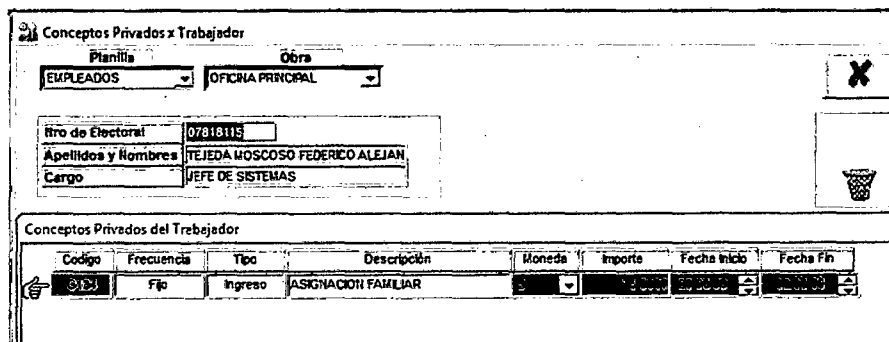 Conceptos Privados x Trabajador
Planilla Obra
EMPLEADOS OFICINA PRINCIPAL
Nro de Electoral 07818115
Apellidos y Nombres TEJEDA MOSCOSO FEDERICO ALEJAN
Cargo JEFE DE SISTEMAS
Conceptos Privados del Trebajador
Codigo Frecuencia Tipo Descripción Moneda Importe Fecha Inicio Fecha Fin
Fijo Ingreso ASIGNACION FAMILIAR